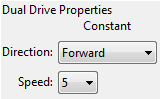 Dual Drive Properties
Constant
Direction: Forward
Speed: 5